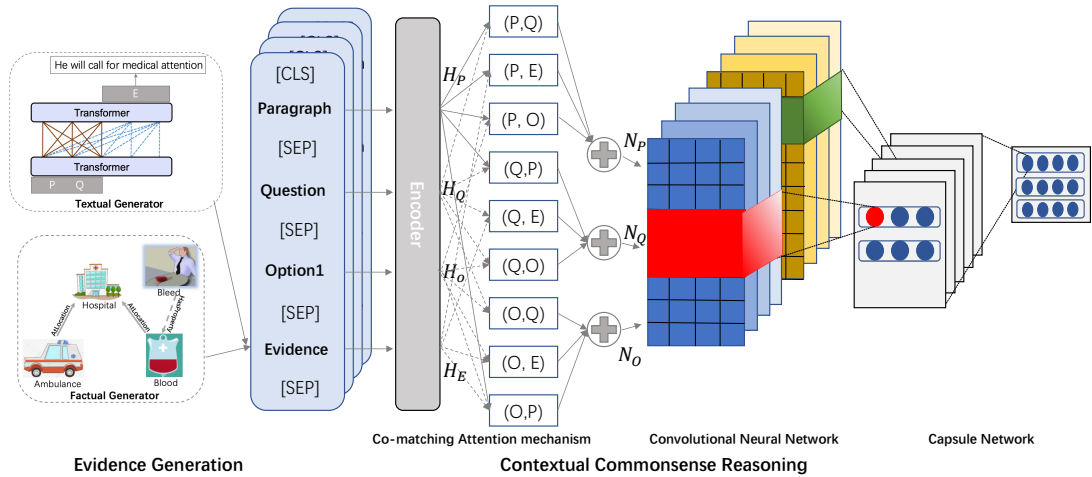 He will call for medical attention
E
Transformer
Transformer
P Q
Textual Generator
Bleed
Hospital
AtLocation
AtLocation
HasProperty
Ambulance
Blood
Factual Generator
Evidence Generation
[CLS]
[CLS]
Paragraph
[SEP]
Question
[SEP]
Option1
[SEP]
Evidence
[SEP]
Encoder
H_P
H_Q
H_O
H_E
(P,Q)
(P, E)
(P, O)
(Q,P)
(Q, E)
(Q,O)
(O,Q)
(O, E)
(O,P)
N_P
N_Q
N_O
Co-matching Attention mechanism
Convolutional Neural Network
Capsule Network
Contextual Commonsense Reasoning